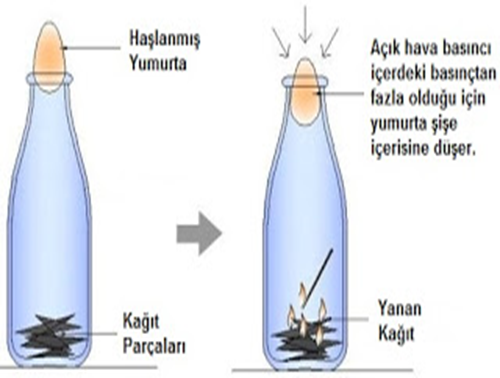 Haşlanmış
Yumurta
Kağıt
Parçaları
Açık hava basıncı
içerdeki basınçtan
fazla olduğu için
yumurta şişe
içerisine düşer.
Yanan
Kağıt